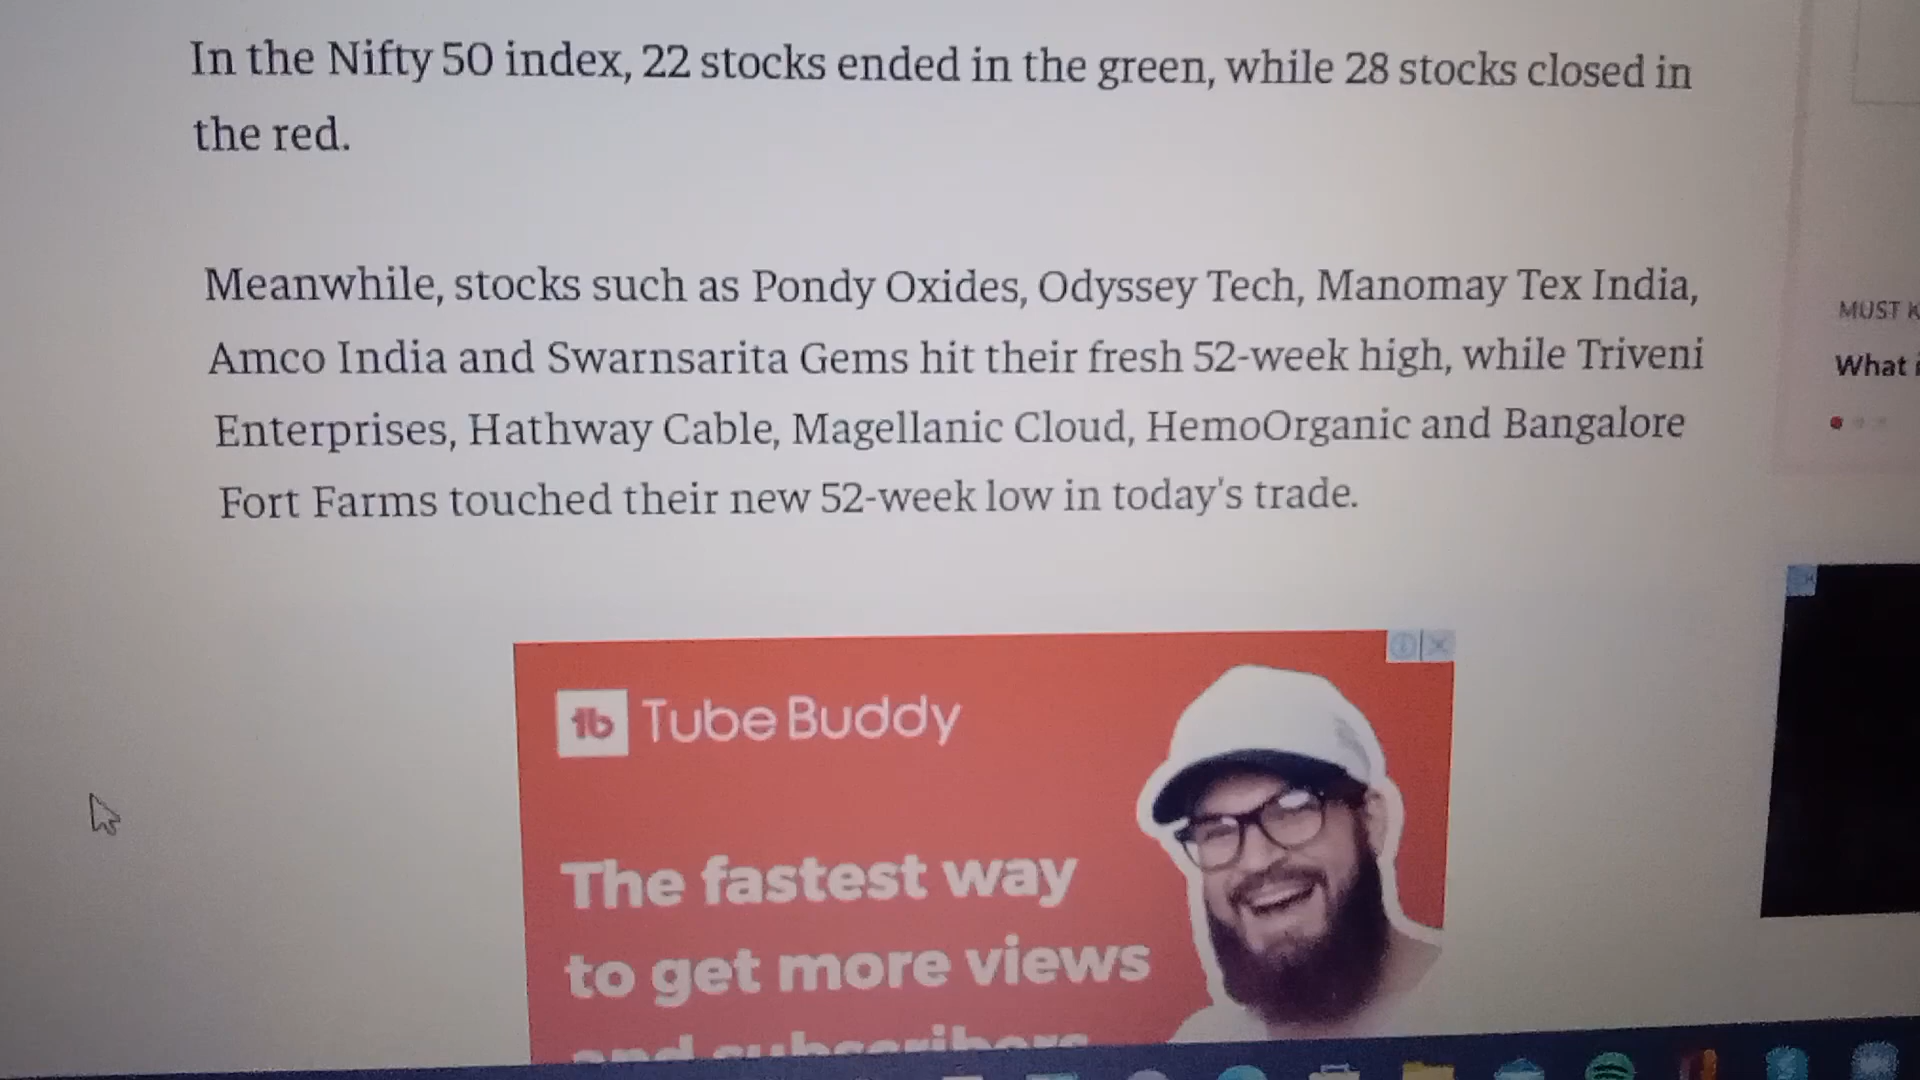 In the Nifty 50 index, 22 stocks ended in the green, while 28 stocks closed in
the red.
Meanwhile, stocks such as Pondy Oxides, Odyssey Tech, Manomay Tex India,
Amco India and Swarnsarita Gems hit their fresh 52-week high, while Triveni
Enterprises, Hathway Cable, Magellanic Cloud, HemoOrganic and Bangalore
Fort Farms touched their new 52-week low in today's trade.
MUST
What
tb TubeBuddy
The fastest way
to get more views
and subscribers